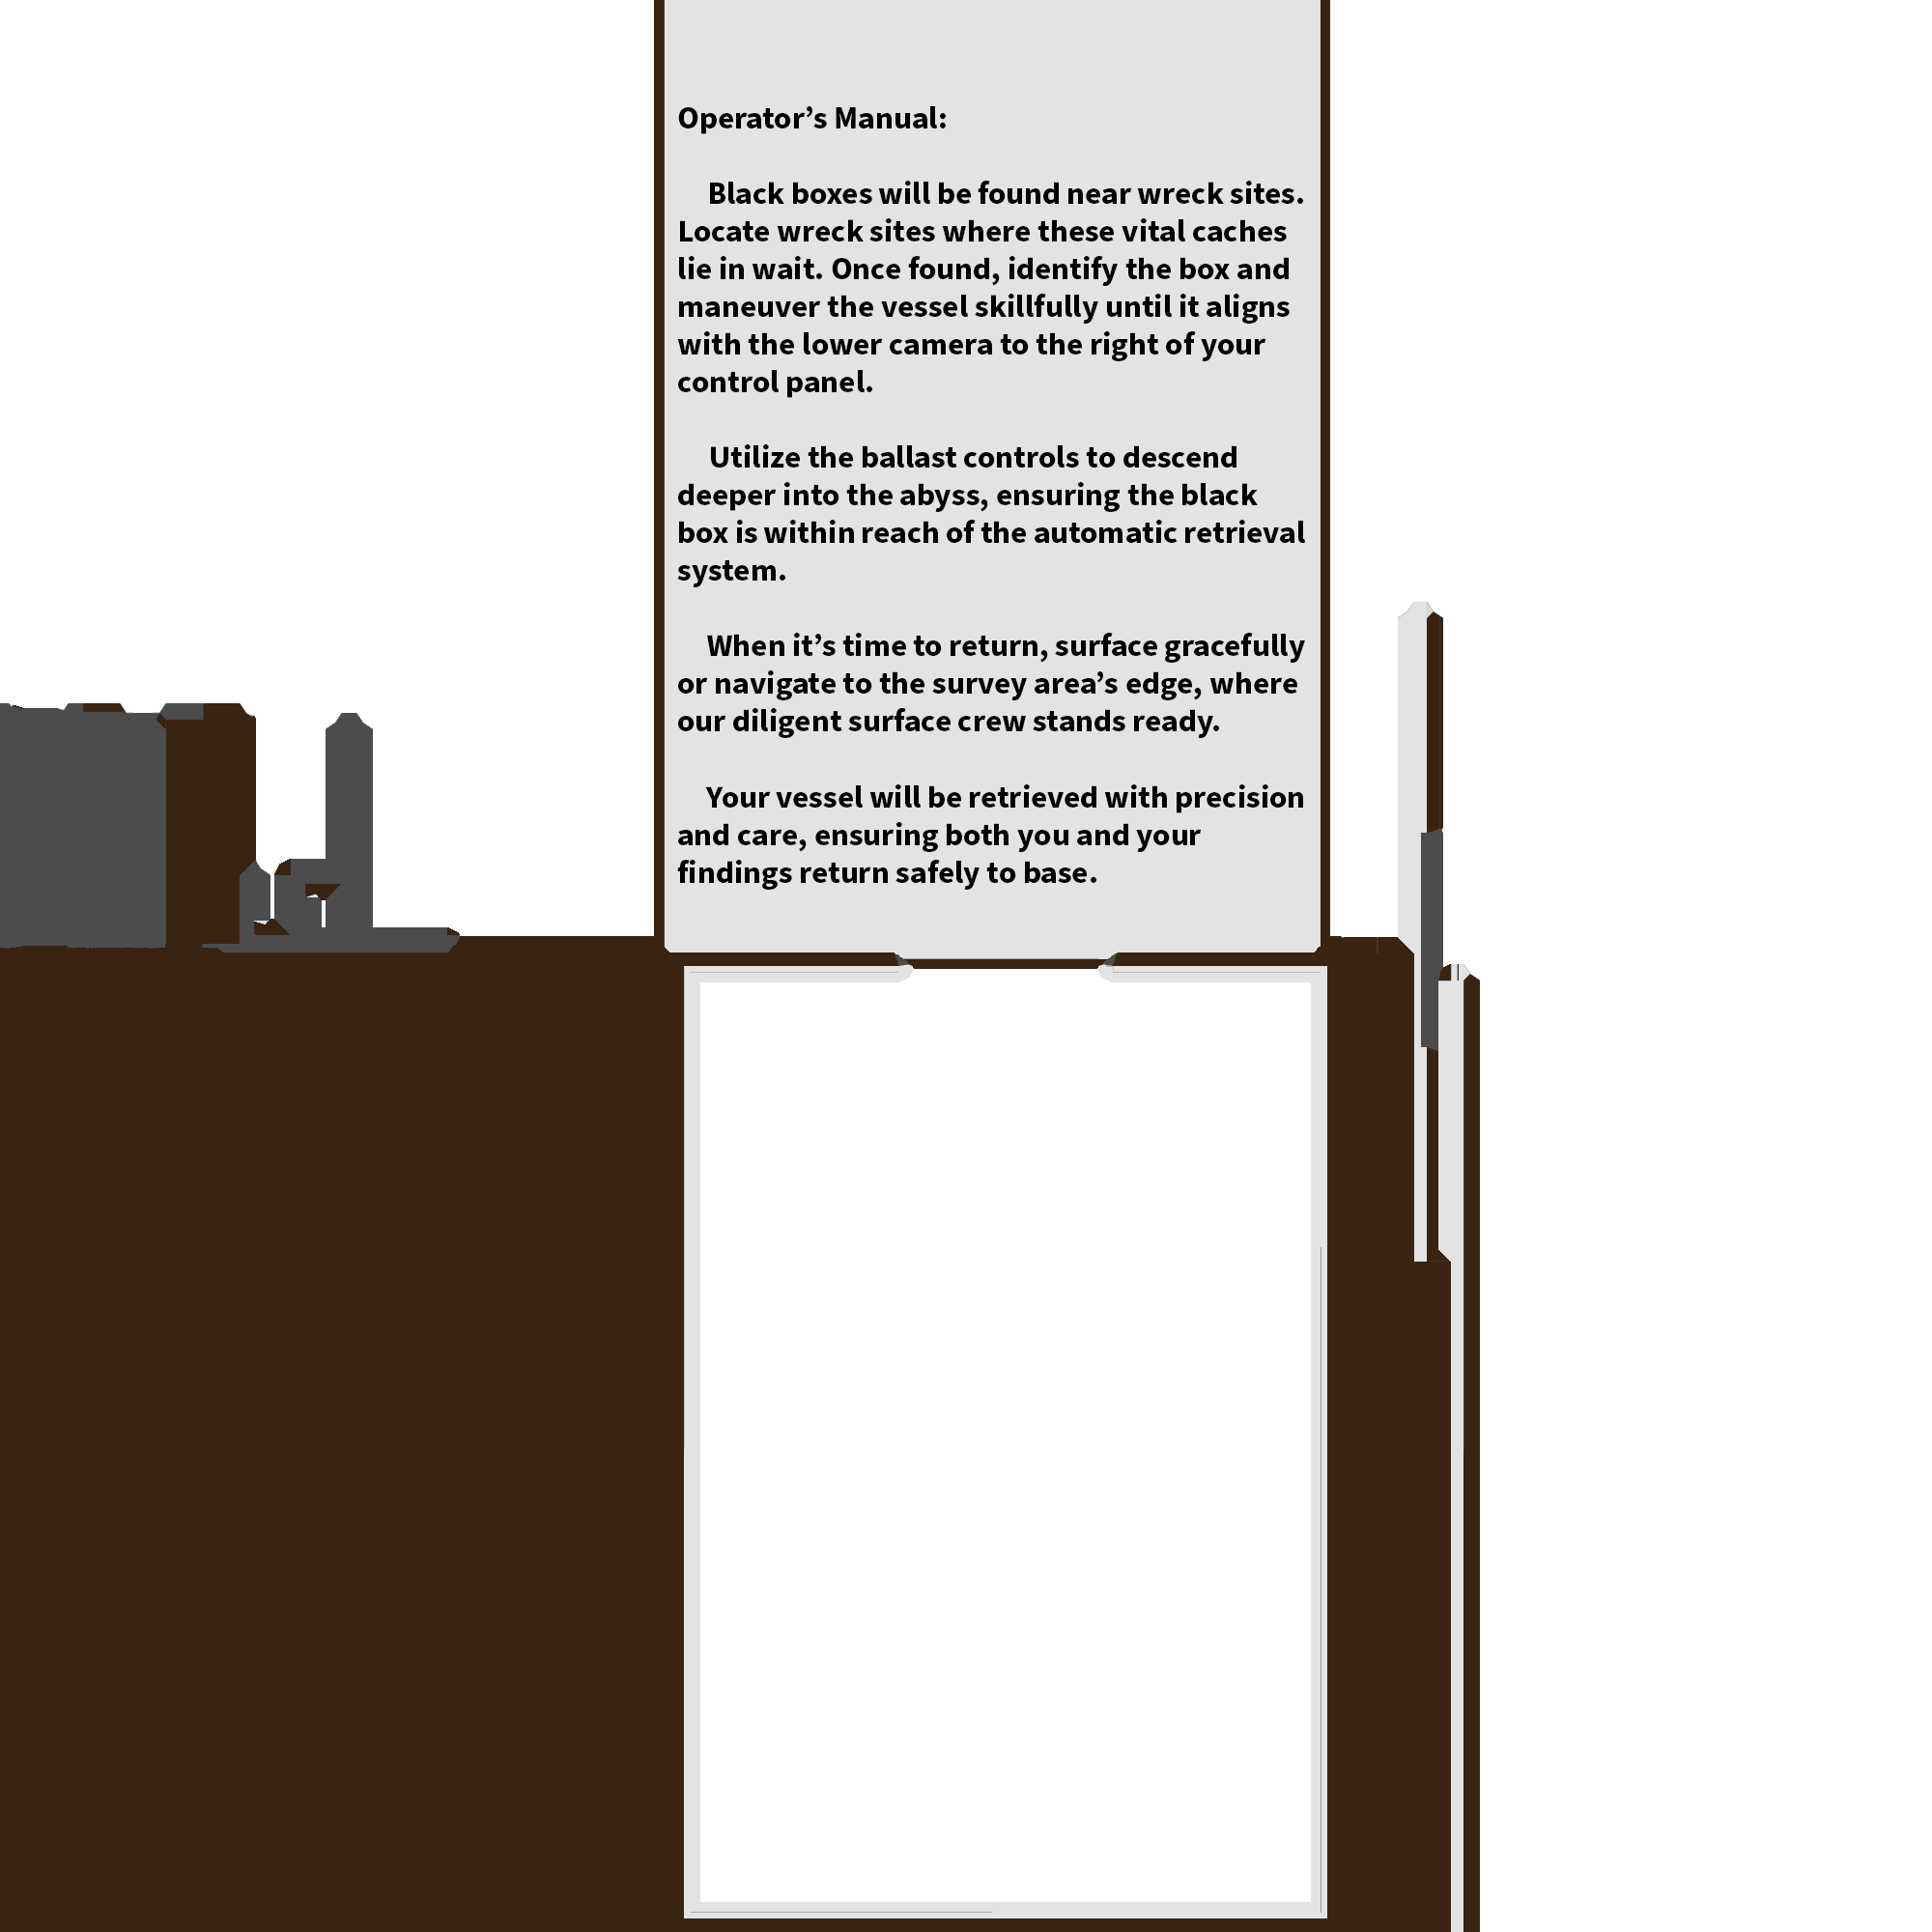 Operator’s Manual:
Black boxes will be found near wreck sites.
Locate wreck sites where these vital caches
lie in wait. Once found, identify the box and
maneuver the vessel skillfully until it aligns
with the lower camera to the right of your
control panel.
Utilize the ballast controls to descend
deeper into the abyss, ensuring the black
box is within reach of the automatic retrieval
system.
When it’s time to return, surface gracefully
or navigate to the survey area’s edge, where
our diligent surface crew stands ready.
Your vessel will be retrieved with precision
and care, ensuring both you and your
findings return safely to base.